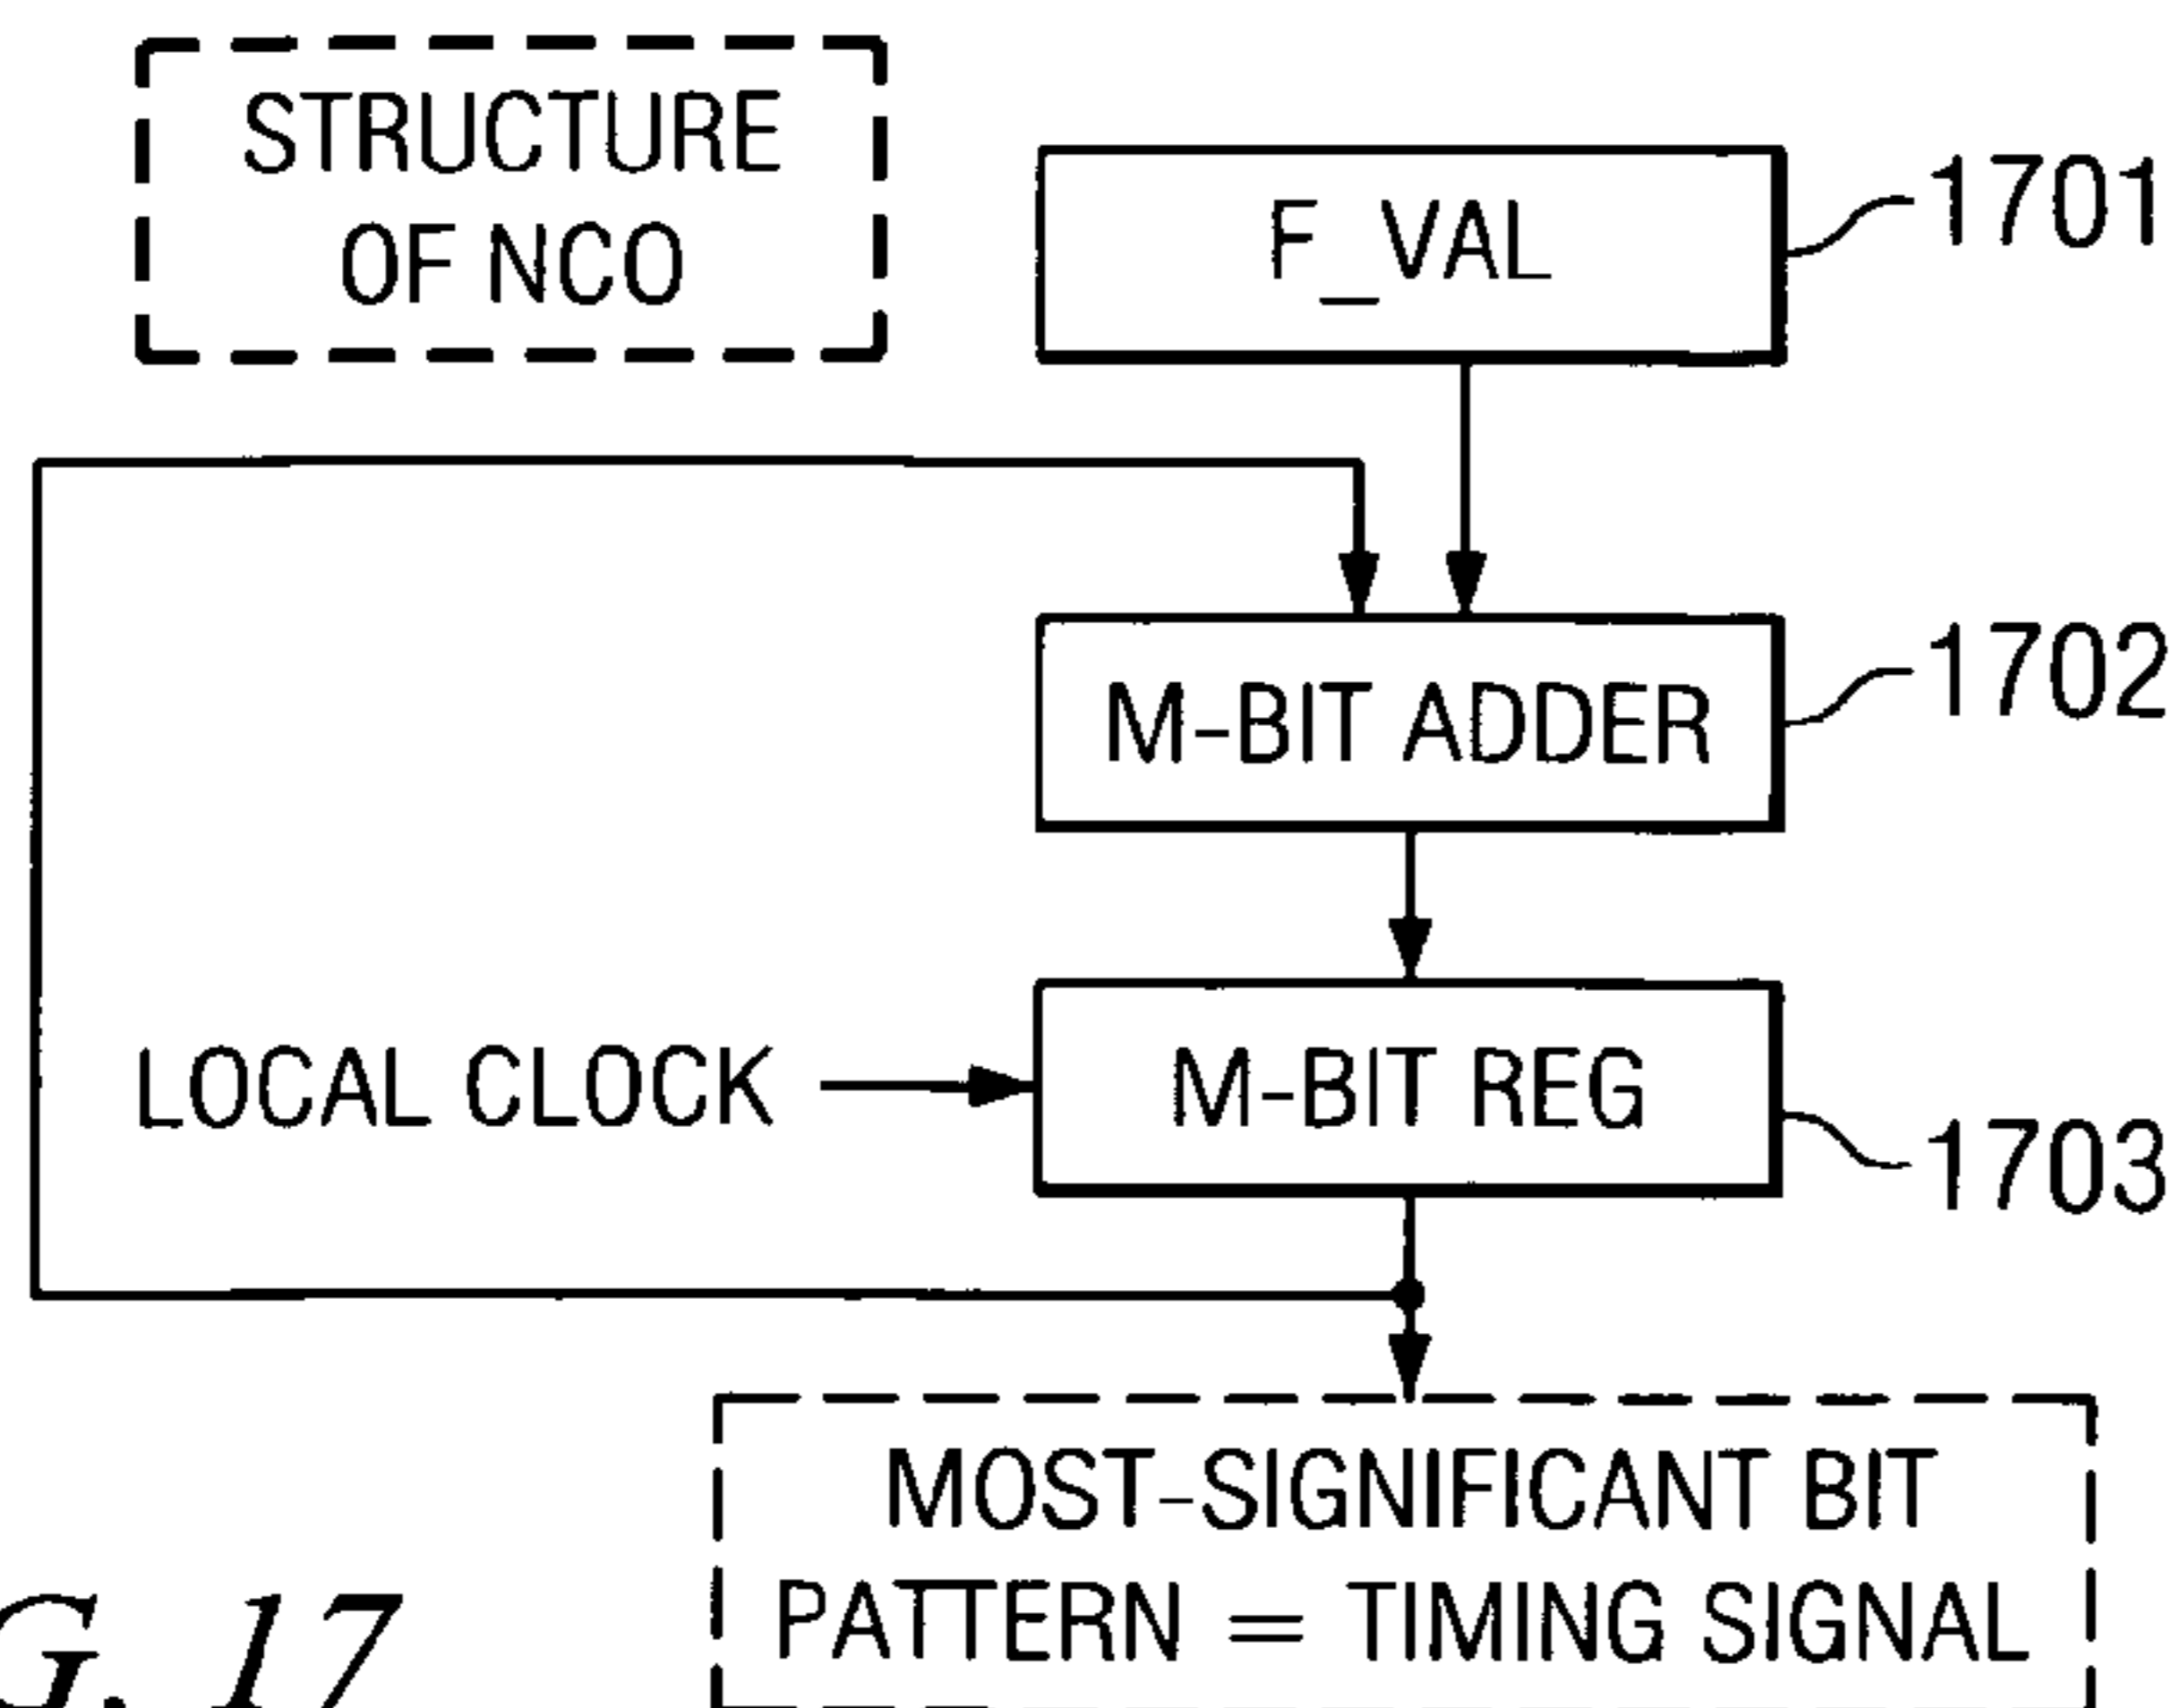 STRUCTURE
OF NCO
F_VAL
1701
M-BIT ADDER
1702
LOCAL CLOCK
M-BIT REG
1703
MOST-SIGNIFICANT BIT
PATTERN = TIMING SIGNAL
G. 17